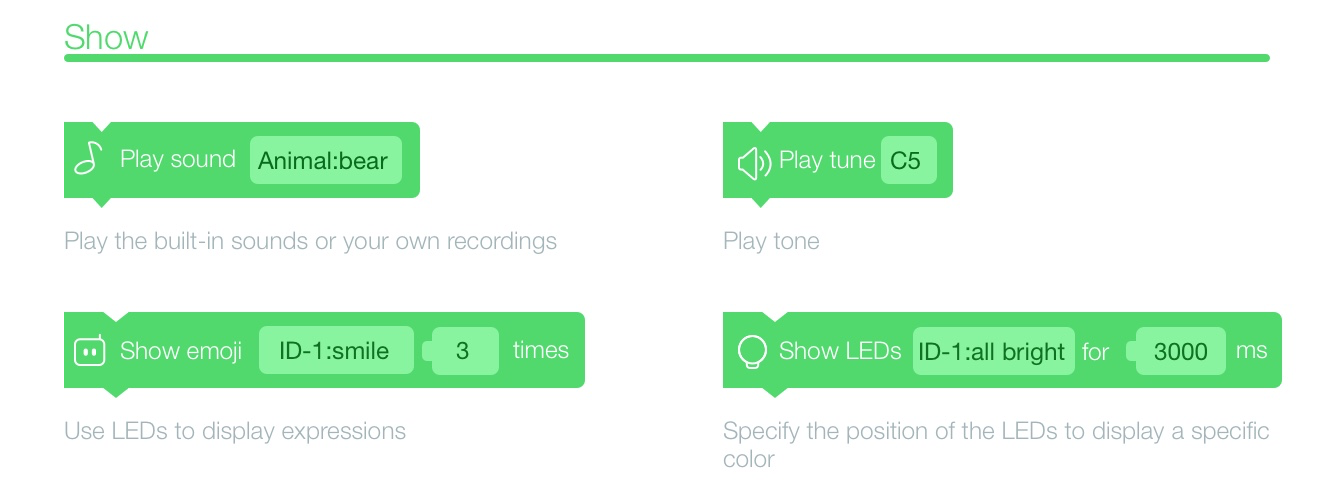 Show
Play sound Animal:bear
Play tune C5
Play the built-in sounds or your own recordings
Play tone
Show emoji ID-1:smile 3 times
Show LEDs ID-1:all bright for 3000 ms
Use LEDs to display expressions
Specify the position of the LEDs to display a specific
color